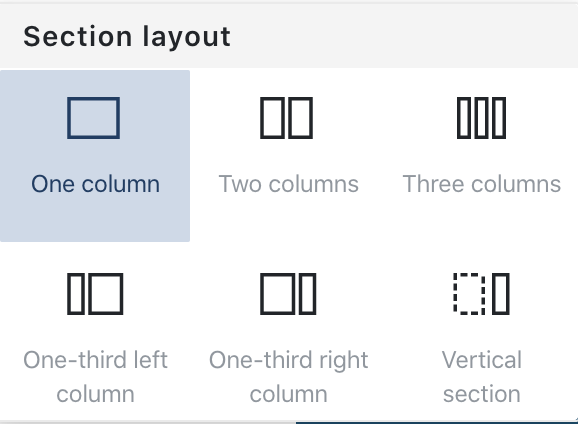 Section layout
One column
Two columns
Three columns
One-third left
column
One-third right
column
Vertical
section